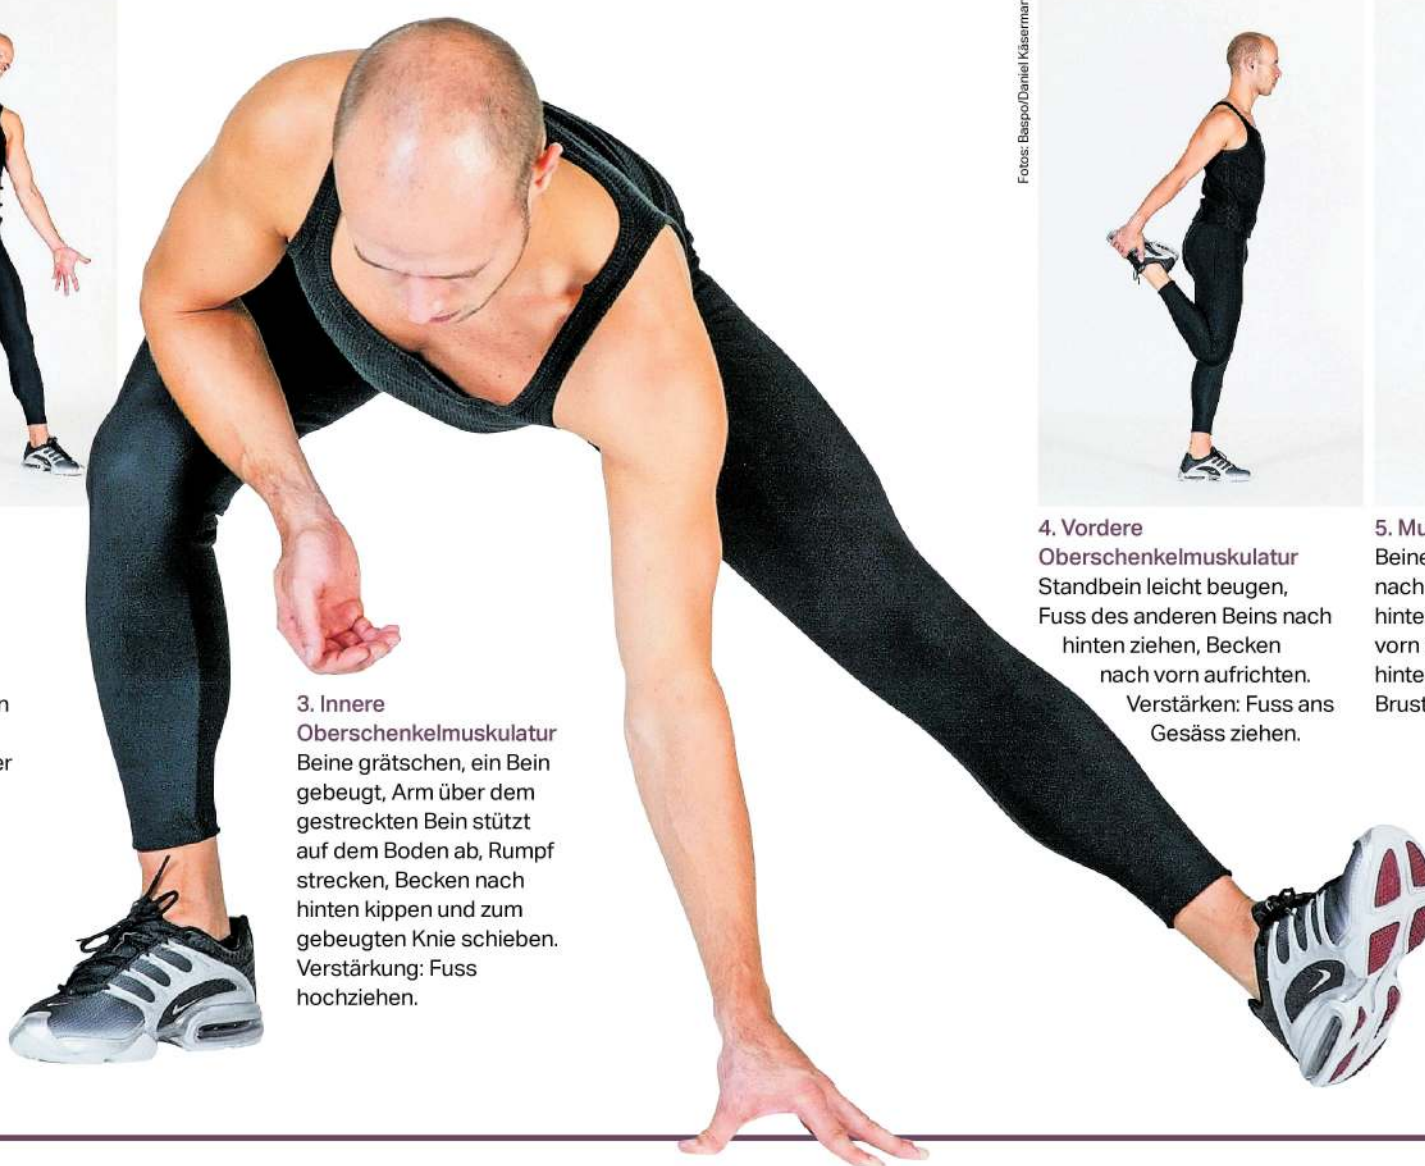 Fotos: Baspo/Daniel Käserman
3. Innere
Oberschenkelmuskulatur
Beine grätschen, ein Bein
gebeugt, Arm über dem
gestreckten Bein stützt
auf dem Boden ab, Rumpf
strecken, Becken nach
hinten kippen und zum
gebeugten Knie schieben.
Verstärkung: Fuss
hochziehen.
4. Vordere
Oberschenkelmuskulatur
Standbein leicht beugen,
Fuss des anderen Beins nach
hinten ziehen, Becken
nach vorn aufrichten.
Verstärken: Fuss ans
Gesäss ziehen.
5. Mu
Beine
nach
hinte
vorn
hinte
Brust